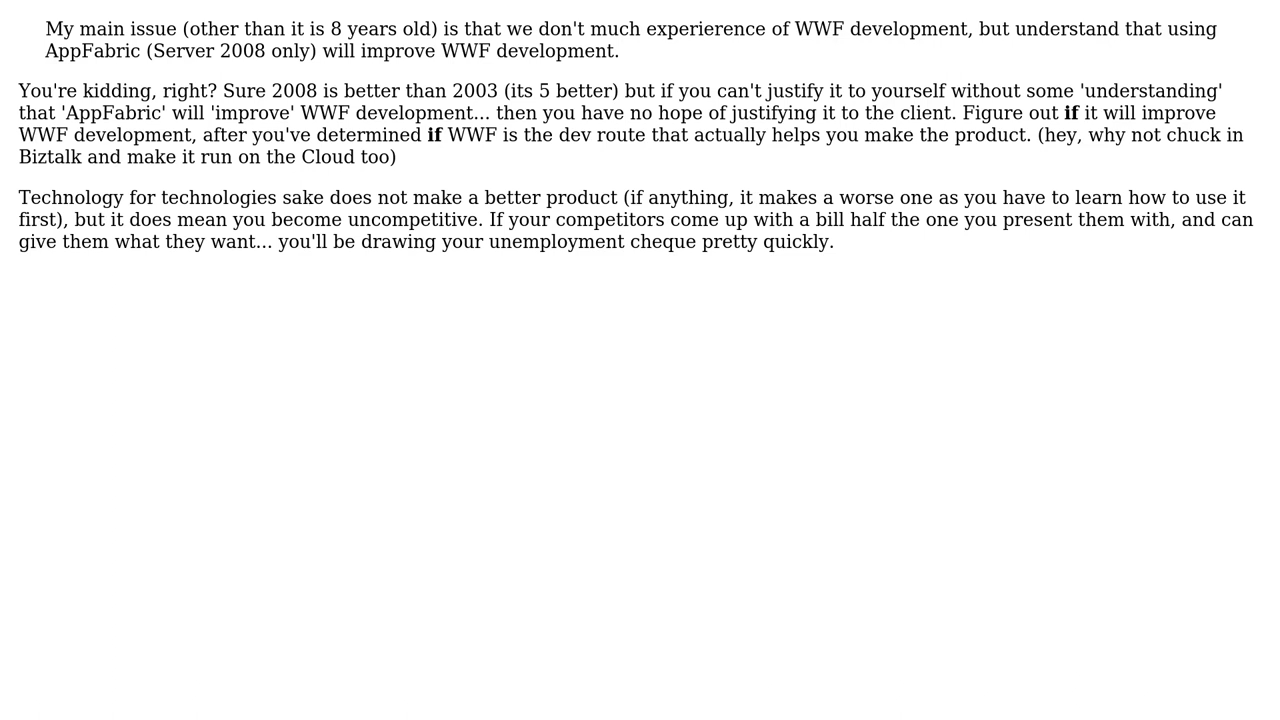 My main issue (other than it is 8 years old) is that we don't much experierence of WWF development, but understand that using
AppFabric (Server 2008 only) will improve WWF development.
You're kidding, right? Sure 2008 is better than 2003 (its 5 better) but if you can't justify it to yourself without some 'understanding'
that 'AppFabric' will 'improve' WWF development... then you have no hope of justifying it to the client. Figure out if it will improve
WWF development, after you've determined if WWF is the dev route that actually helps you make the product. (hey, why not chuck in
Biztalk and make it run on the Cloud too)
Technology for technologies sake does not make a better product (if anything, it makes a worse one as you have to learn how to use it
first), but it does mean you become uncompetitive. If your competitors come up with a bill half the one you present them with, and can
give them what they want... you'll be drawing your unemployment cheque pretty quickly.